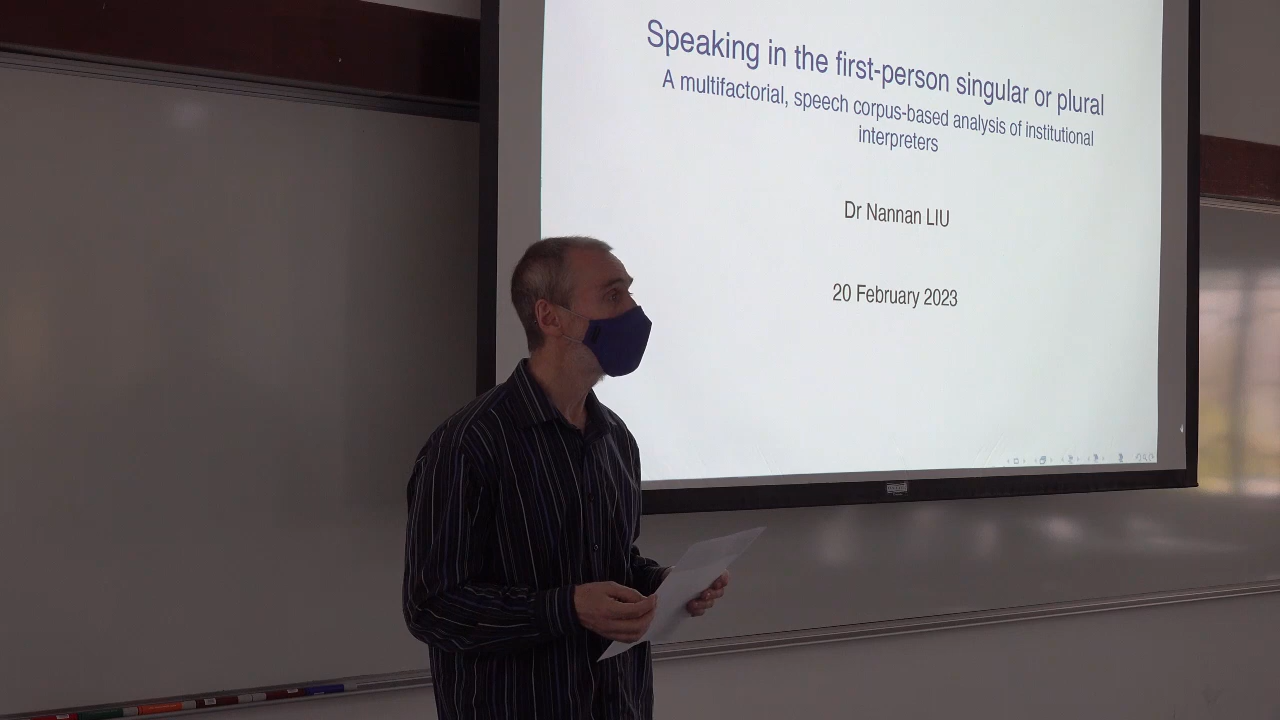 Speaking in the first-person singular or plural
A multifactorial, speech corpus-based analysis of institutional
interpreters
Dr Nannan LIU
20 February 2023